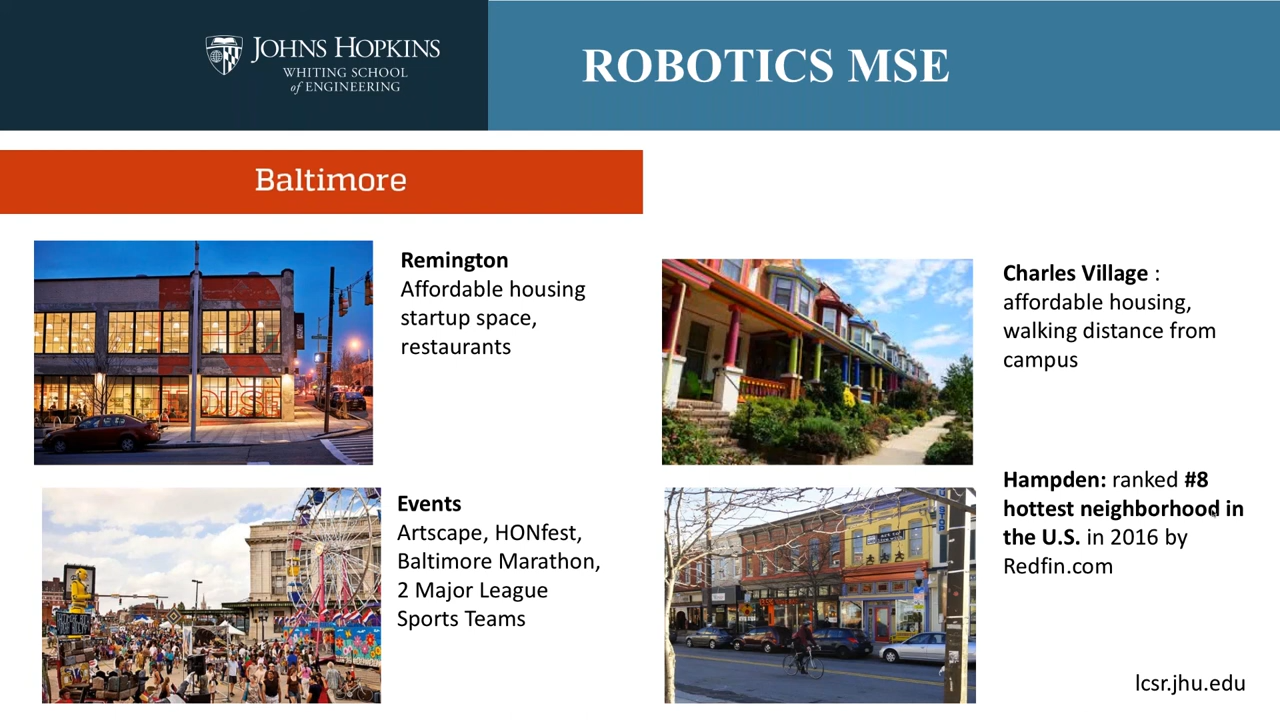 JOHNS HOPKINS
WHITING SCHOOL
of ENGINEERING
ROBOTICS MSE
Baltimore
Remington
Affordable housing
startup space,
restaurants
Charles Village :
affordable housing,
walking distance from
campus
Events
Artscape, HONfest,
Baltimore Marathon,
2 Major League
Sports Teams
Hampden: ranked #8
hottest neighborhood in
the U.S. in 2016 by
Redfin.com
lcsr.jhu.edu